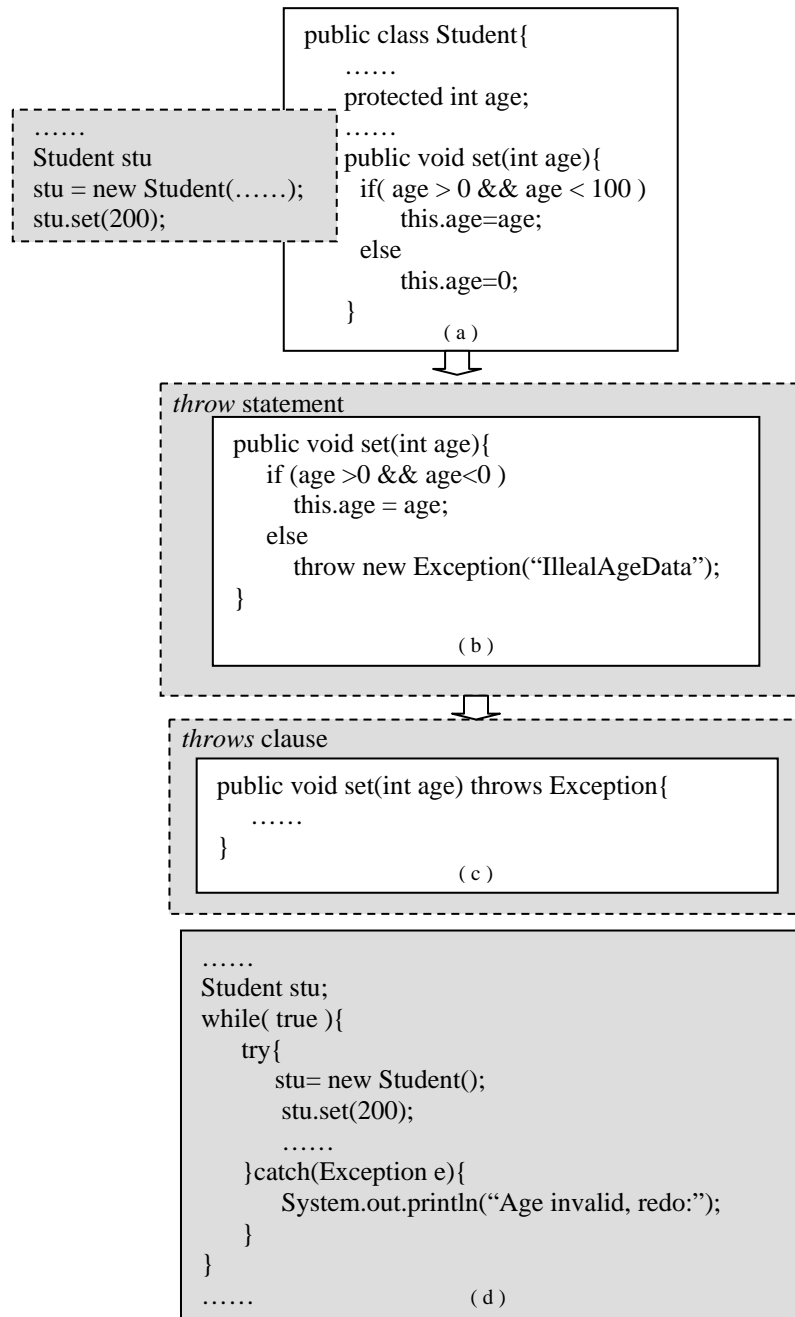 public class Student{
……
protected int age;
……
public void set(int age){
if( age > 0 && age < 100 )
this.age=age;
else
this.age=0;
}
( a )
……
Student stu
stu = new Student(……);
stu.set(200);
throw statement
public void set(int age){
if (age >0 && age<0 )
this.age = age;
else
throw new Exception(“IllealAgeData”);
}
( b )
throws clause
public void set(int age) throws Exception{
……
}
( c )
……
Student stu;
while( true ){
try{
stu= new Student();
stu.set(200);
……
}catch(Exception e){
System.out.println(“Age invalid, redo:”);
}
}
…… ( d )